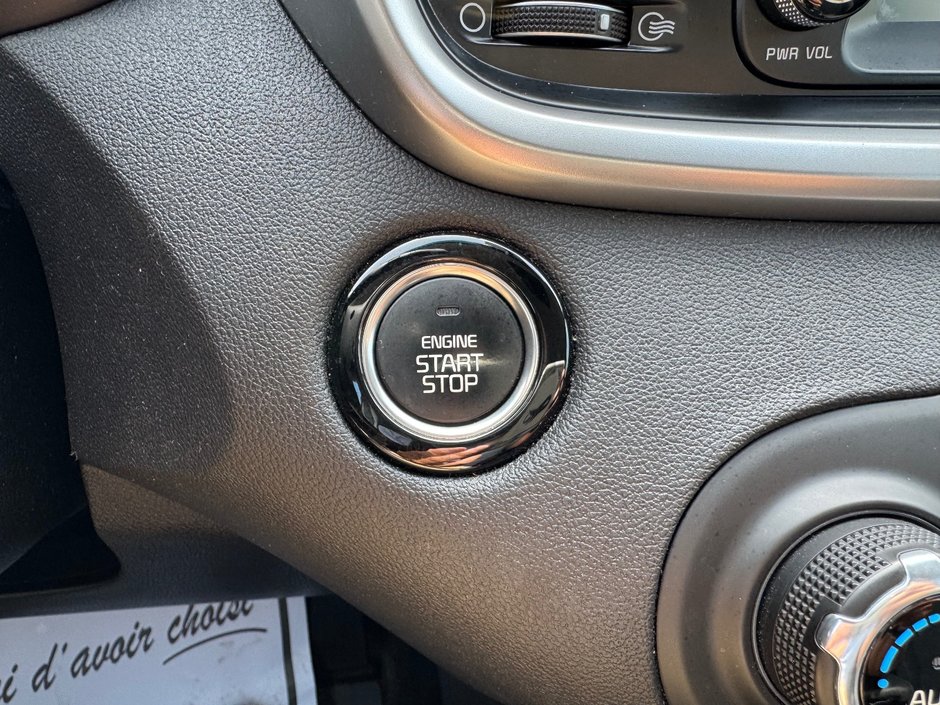 PWR VOL
ENGINE
START
STOP
d'avoir choisi